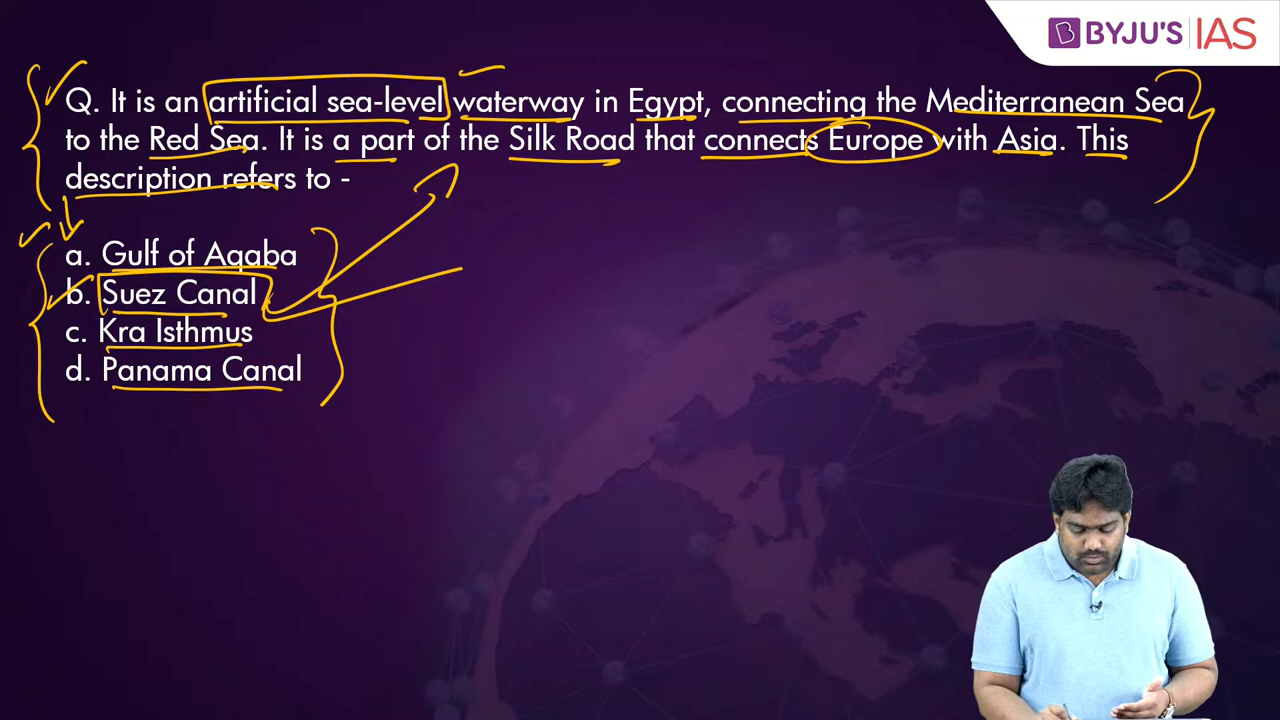 BYJU'S IAS
Q. It is an artificial sea-level waterway in Egypt, connecting the Mediterranean Sea
to the Red Sea. It is a part of the Silk Road that connects Europe with Asia. This
description refers to -
a. Gulf of Aqaba
b. Suez Canal
c. Kra Isthmus
d. Panama Canal